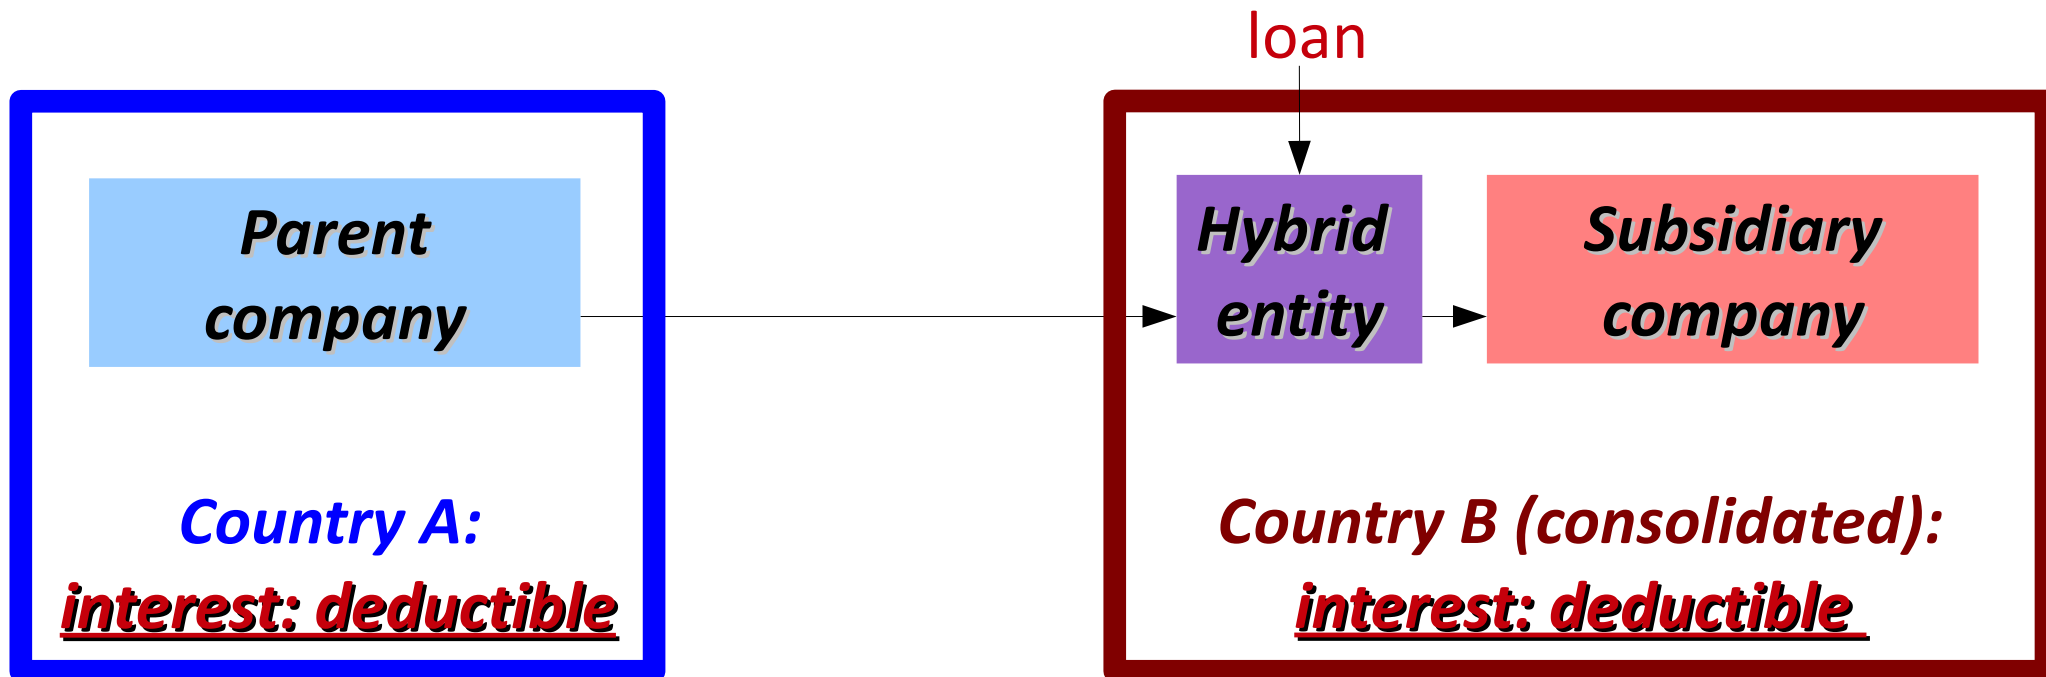 loan
Parent
company
Hybrid
entity
Subsidiary
company
Country A:
interest: deductible
Country B (consolidated):
interest: deductible